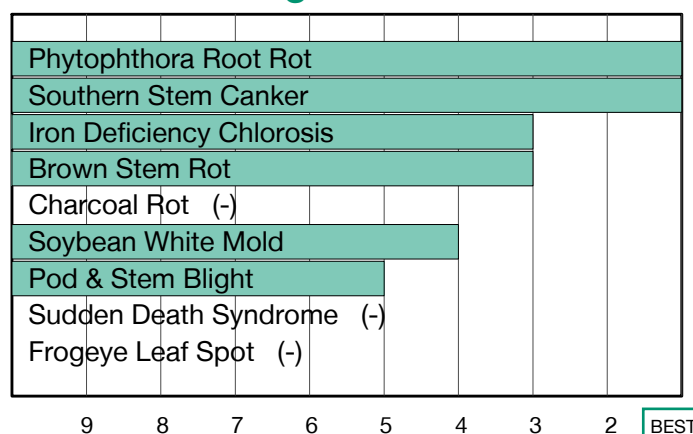 Phytophthora Root Rot
Southern Stem Canker
Iron Deficiency Chlorosis
Brown Stem Rot
Charcoal Rot (-)
Soybean White Mold
Pod & Stem Blight
Sudden Death Syndrome (-)
Frogeye Leaf Spot (-)
9 8 7 6 5 4 3 2 BEST